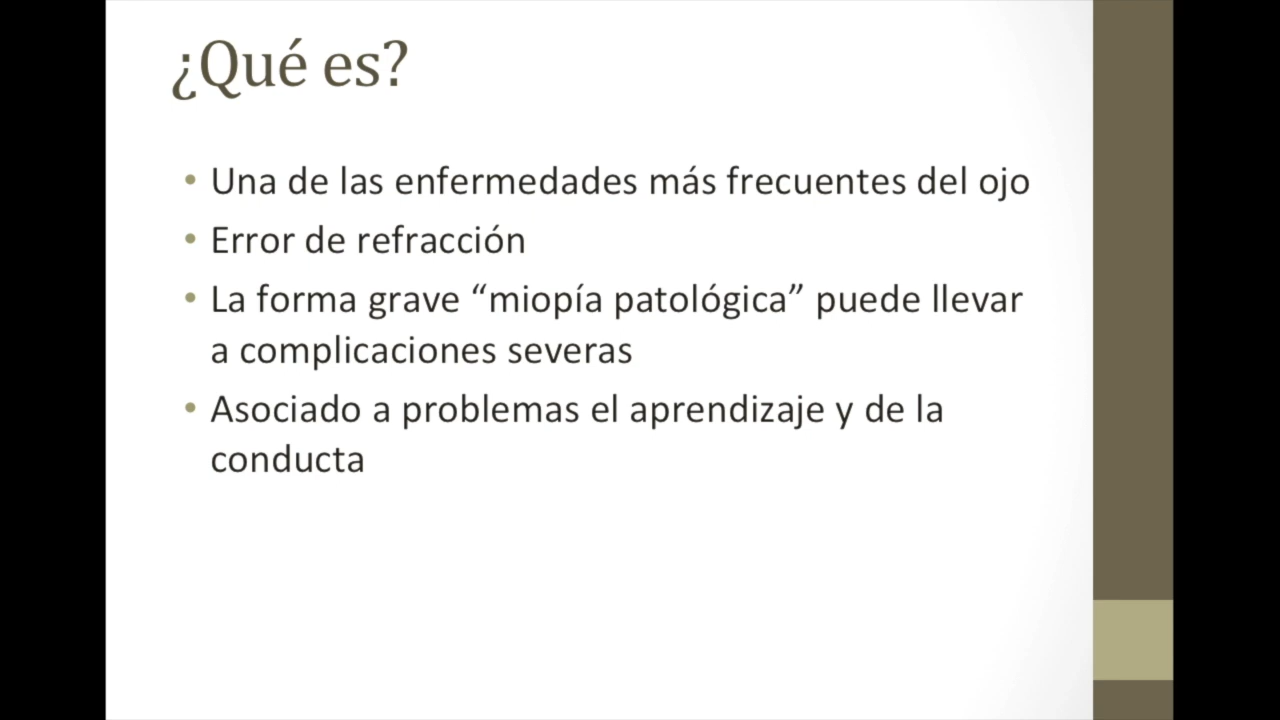 ¿Qué es?
• Una de las enfermedades más frecuentes del ojo
• Error de refracción
• La forma grave “miopía patológica” puede llevar
a complicaciones severas
• Asociado a problemas el aprendizaje y de la
conducta